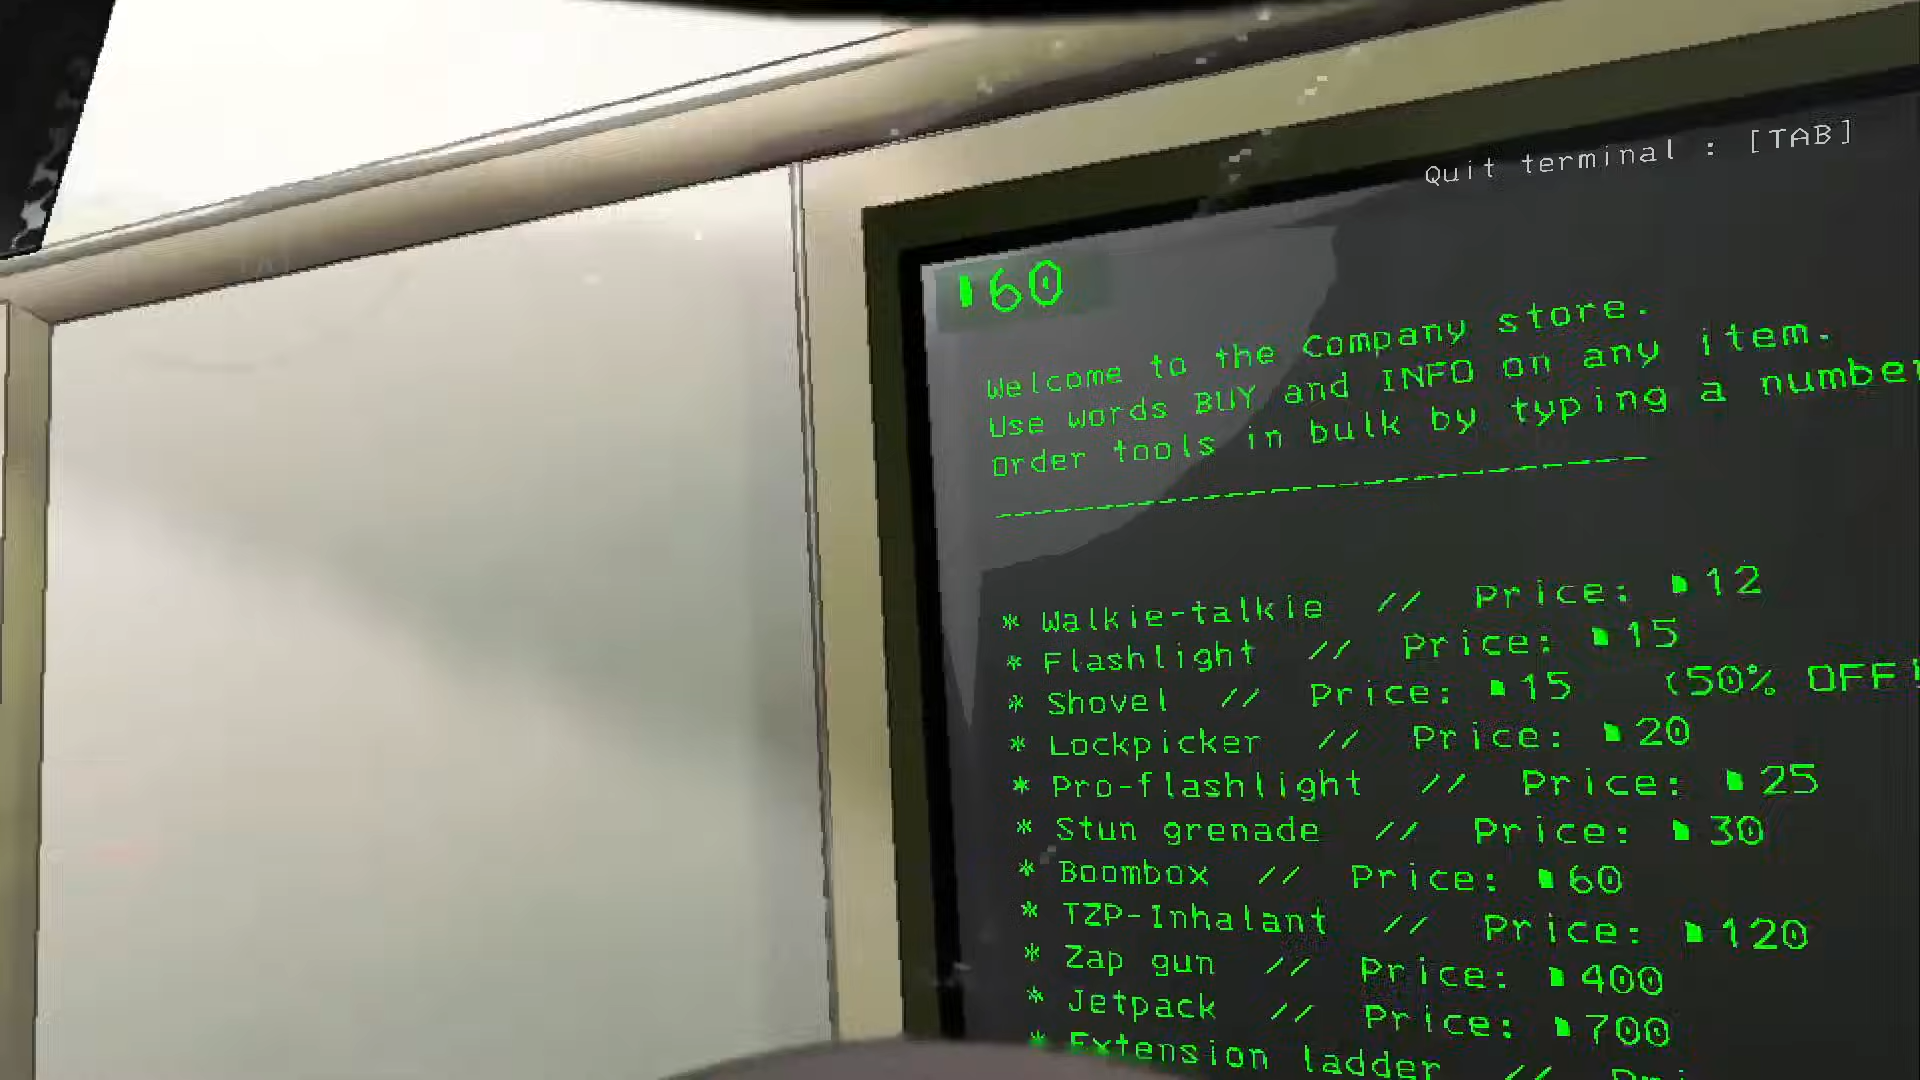 Quit terminal : [TAB]
60
Welcome to the Company store.
Use words BUY and INFO on any item.
Order tools in bulk by typing a number
--------------------------------
* Walkie-talkie // Price: 12
* Flashlight // Price: 15
* Shovel // Price: 15 (50% OFF!
* Lockpicker // Price: 20
* Pro-flashlight // Price: 25
* Stun grenade // Price: 30
* Boombox // Price: 60
* TZP-Inhalant // Price: 120
* Zap gun // Price: 400
* Jetpack // Price: 700
* Extension ladder //